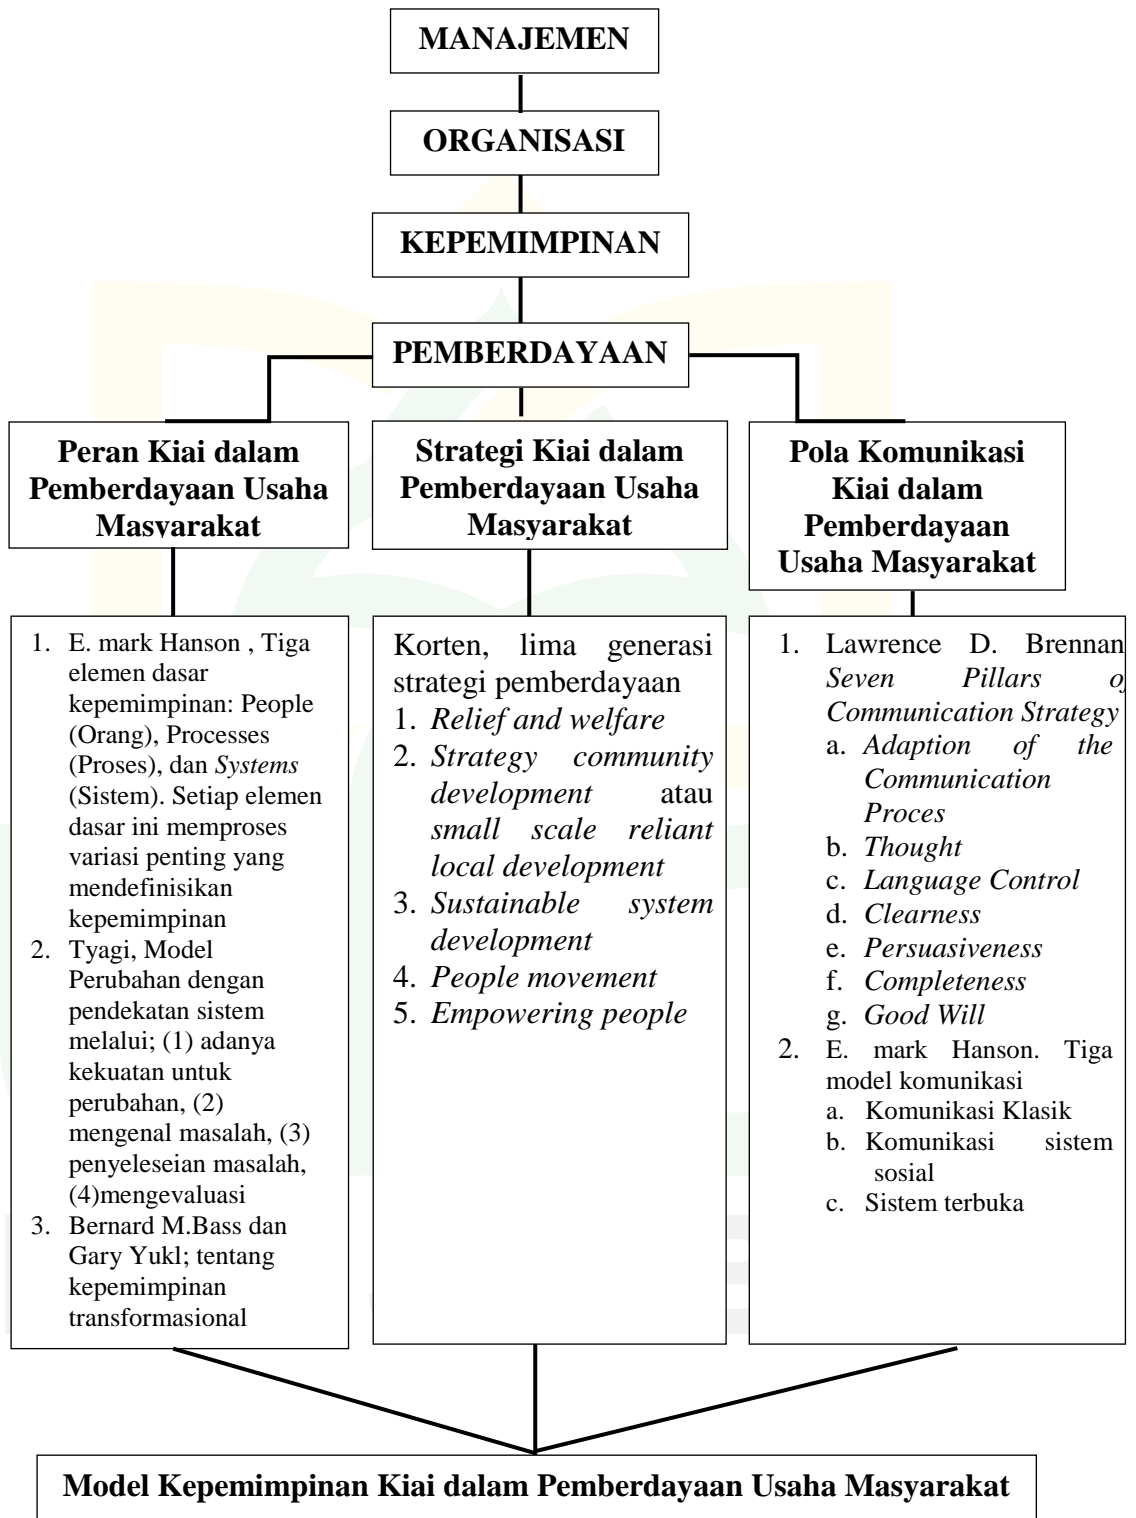 MANAJEMEN
ORGANISASI
KEPEMIMPINAN
PEMBERDAYAAN
Peran Kiai dalam
Pemberdayaan Usaha
Masyarakat
Strategi Kiai dalam
Pemberdayaan Usaha
Masyarakat
Pola Komunikasi
Kiai dalam
Pemberdayaan
Usaha Masyarakat
1. E. mark Hanson , Tiga
elemen dasar
kepemimpinan: People
(Orang), Processes
(Proses), dan Systems
(Sistem). Setiap elemen
dasar ini memproses
variasi penting yang
mendefinisikan
kepemimpinan
2. Tyagi, Model
Perubahan dengan
pendekatan sistem
melalui; (1) adanya
kekuatan untuk
perubahan, (2)
mengenal masalah, (3)
penyeleseian masalah,
(4)mengevaluasi
3. Bernard M.Bass dan
Gary Yukl; tentang
kepemimpinan
transformasional
Korten, lima generasi
strategi pemberdayaan
1. Relief and welfare
2. Strategy community
development atau
small scale reliant
local development
3. Sustainable system
development
4. People movement
5. Empowering people
1. Lawrence D. Brennan
Seven Pillars of
Communication Strategy
a. Adaption of the
Communication
Proces
b. Thought
c. Language Control
d. Clearness
e. Persuasiveness
f. Completeness
g. Good Will
2. E. mark Hanson. Tiga
model komunikasi
a. Komunikasi Klasik
b. Komunikasi sistem
sosial
c. Sistem terbuka
Model Kepemimpinan Kiai dalam Pemberdayaan Usaha Masyarakat